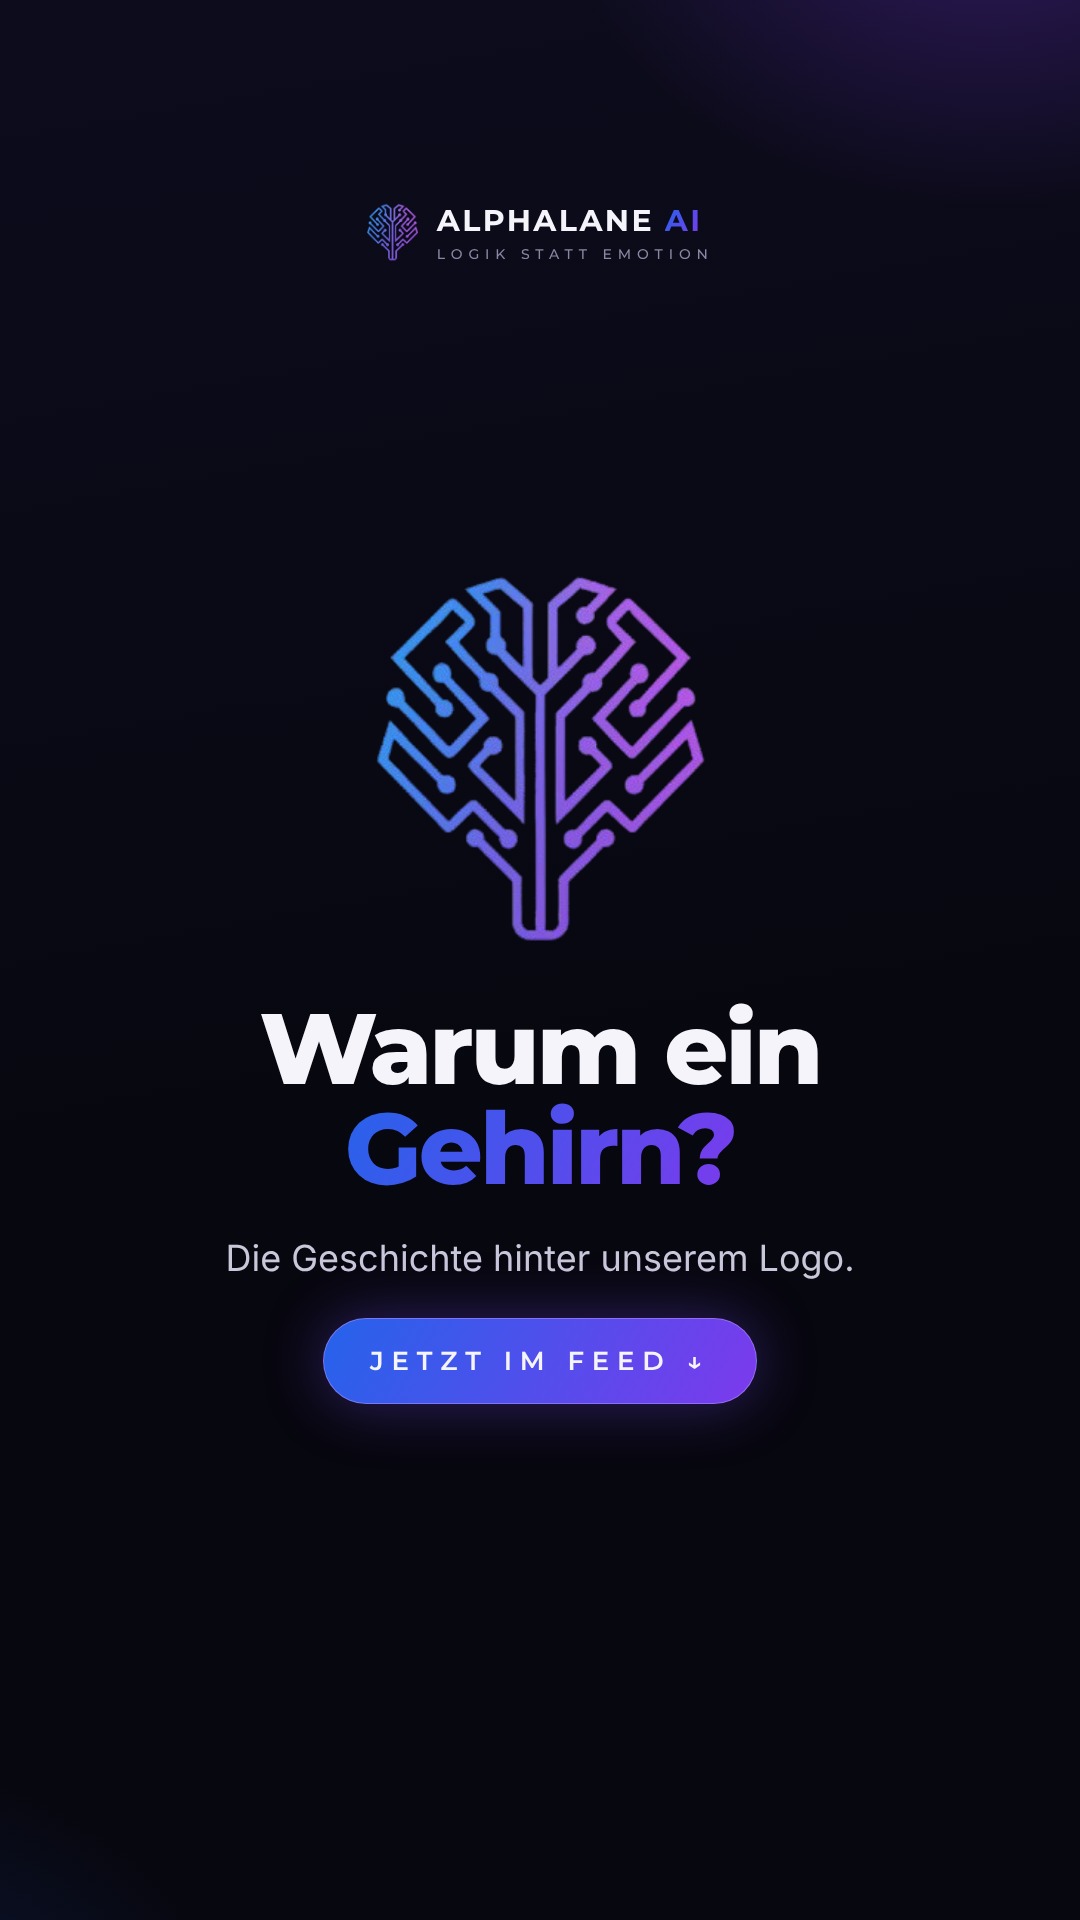 ALPHALANE AI
LOGIK STATT EMOTION
Warum ein
Gehirn?
Die Geschichte hinter unserem Logo.
JETZT IM FEED ↓